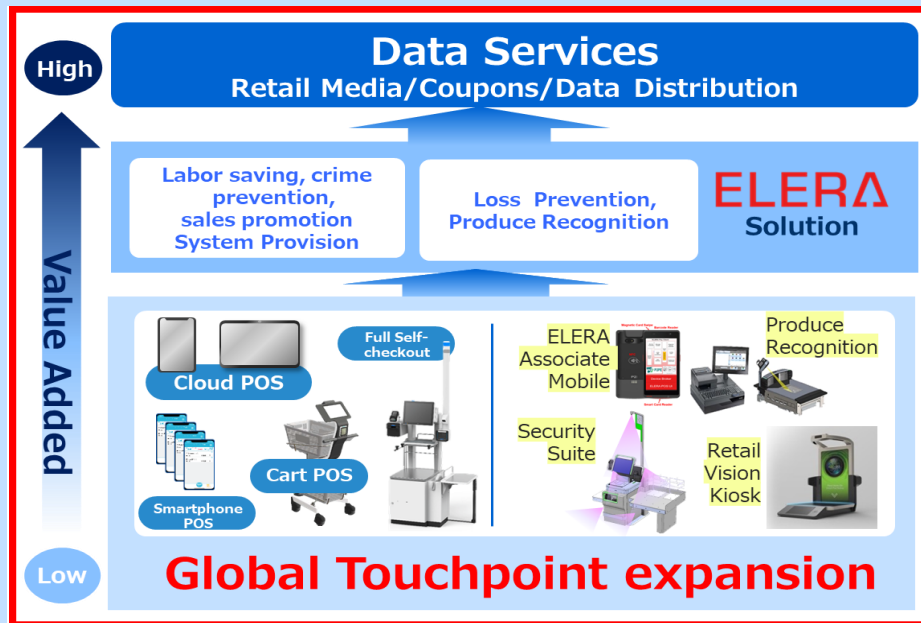 High
Data Services
Retail Media/Coupons/Data Distribution
Labor saving, crime
prevention,
sales promotion
System Provision
Loss Prevention,
Produce Recognition
ELERA
Solution
Value Added
Cloud POS
Full Self-
checkout
Smartphone
POS
Cart POS
ELERA
Associate
Mobile
Produce
Recognition
Security
Suite
Retail
Vision
Kiosk
Low
Global Touchpoint expansion